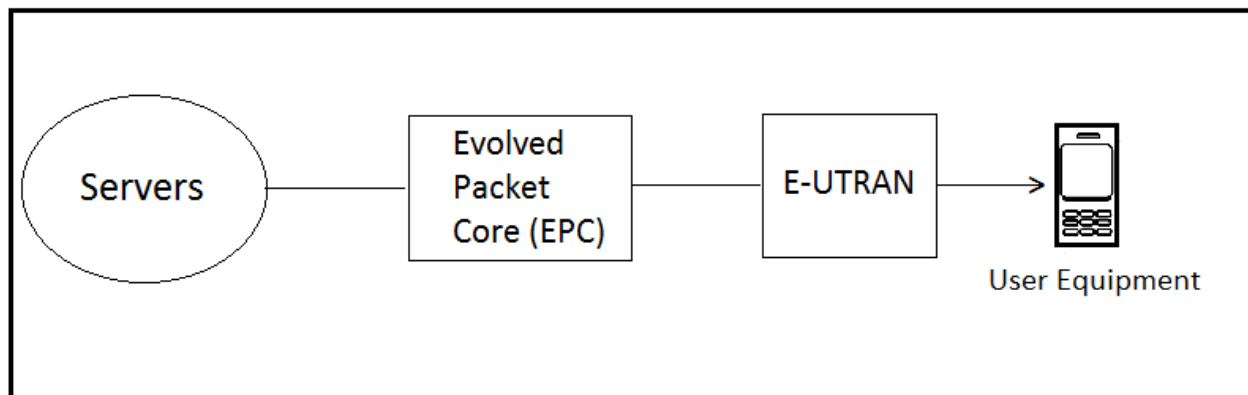 Servers
Evolved
Packet
Core (EPC)
E-UTRAN
User Equipment